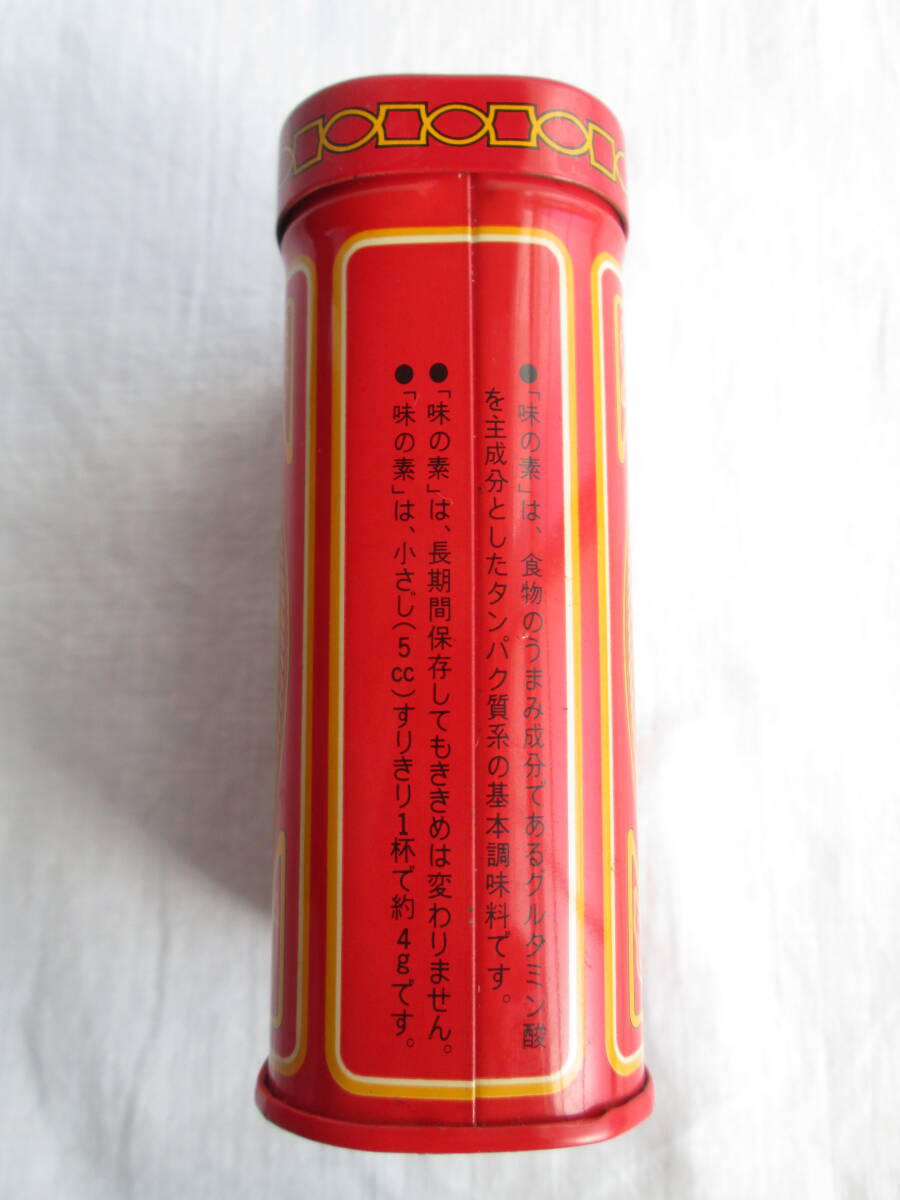 ●「味の素」は、食物のうまみ成分であるグルタミン酸
を主成分としたタンパク質系の基本調味料です。
●「味の素」は、長期間保存してもききめは変わりません。
●「味の素」は、小さじ(5cc)すりきり1杯で約4gです。